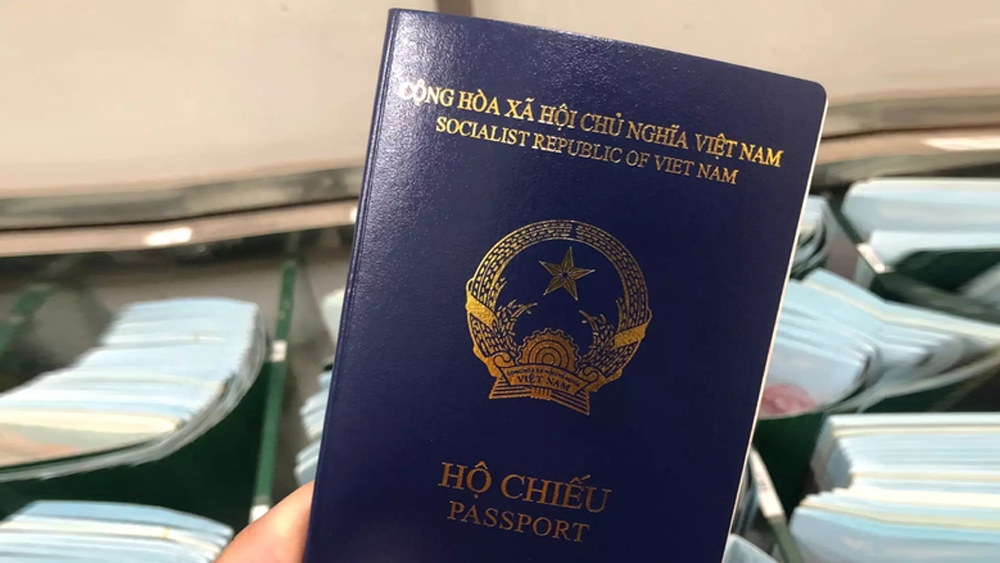 CỘNG HÒA XÃ HỘI CHỦ NGHĨA VIỆT NAM
SOCIALIST REPUBLIC OF VIET NAM
VIỆT NAM
HỘ CHIẾU
PASSPORT